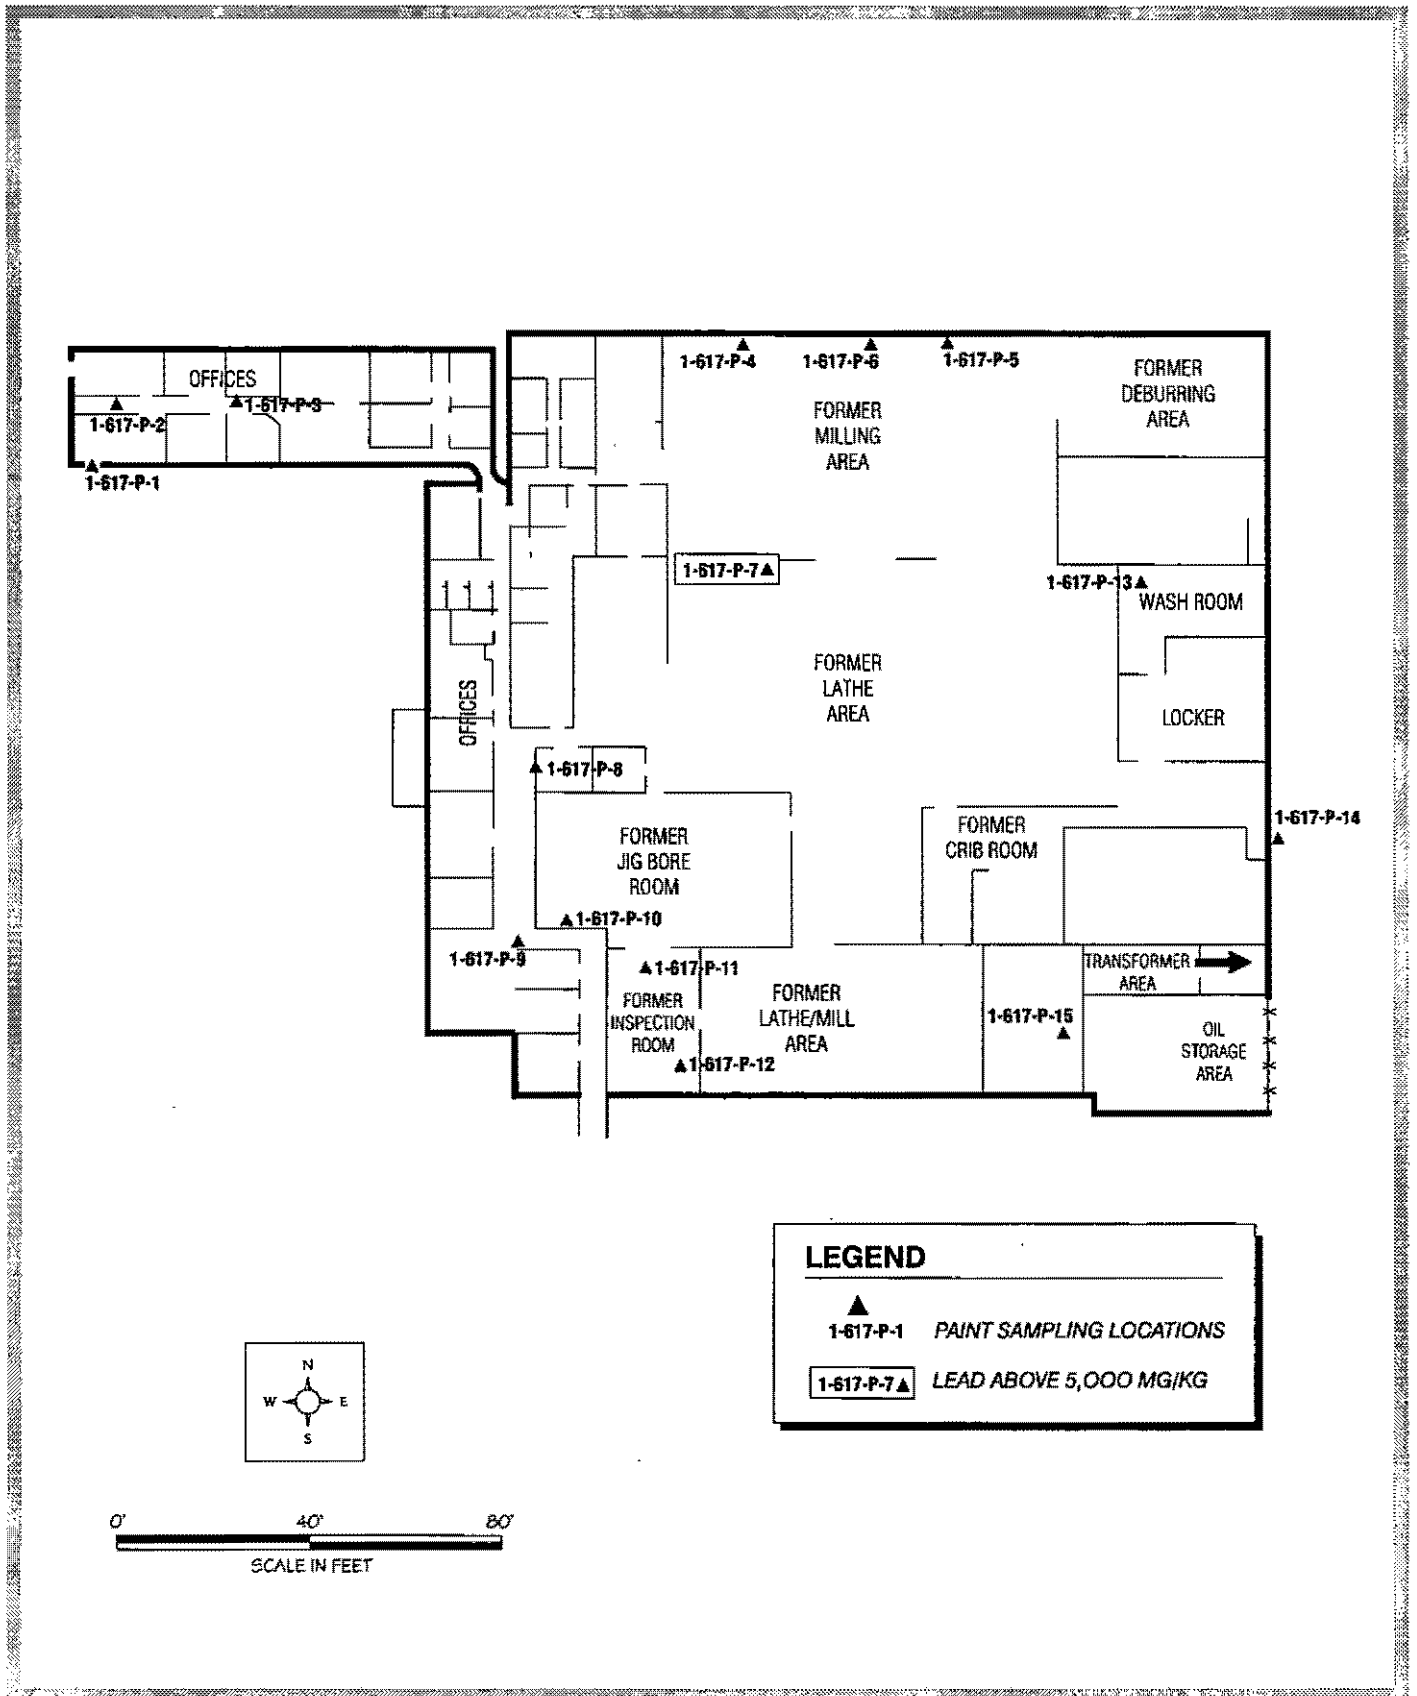 1-617-P-4
1-617-P-6
1-617-P-5
FORMER
DEBURRING
AREA
OFFICES
1-617-P-3
1-617-P-2
1-617-P-1
FORMER
MILLING
AREA
1-617-P-7
1-617-P-13
WASH ROOM
FORMER
LATHE
AREA
OFFICES
LOCKER
1-617-P-8
1-617-P-14
FORMER
JIG BORE
ROOM
FORMER
CRIB ROOM
1-617-P-10
1-617-P-9
1-617-P-11
TRANSFORMER
AREA
FORMER
INSPECTION
ROOM
FORMER
LATHE/MILL
AREA
1-617-P-15
OIL
STORAGE
AREA
1-617-P-12
LEGEND
1-617-P-1 PAINT SAMPLING LOCATIONS
1-617-P-7 LEAD ABOVE 5,000 MG/KG
N
W E
S
0' 40' 80'
SCALE IN FEET